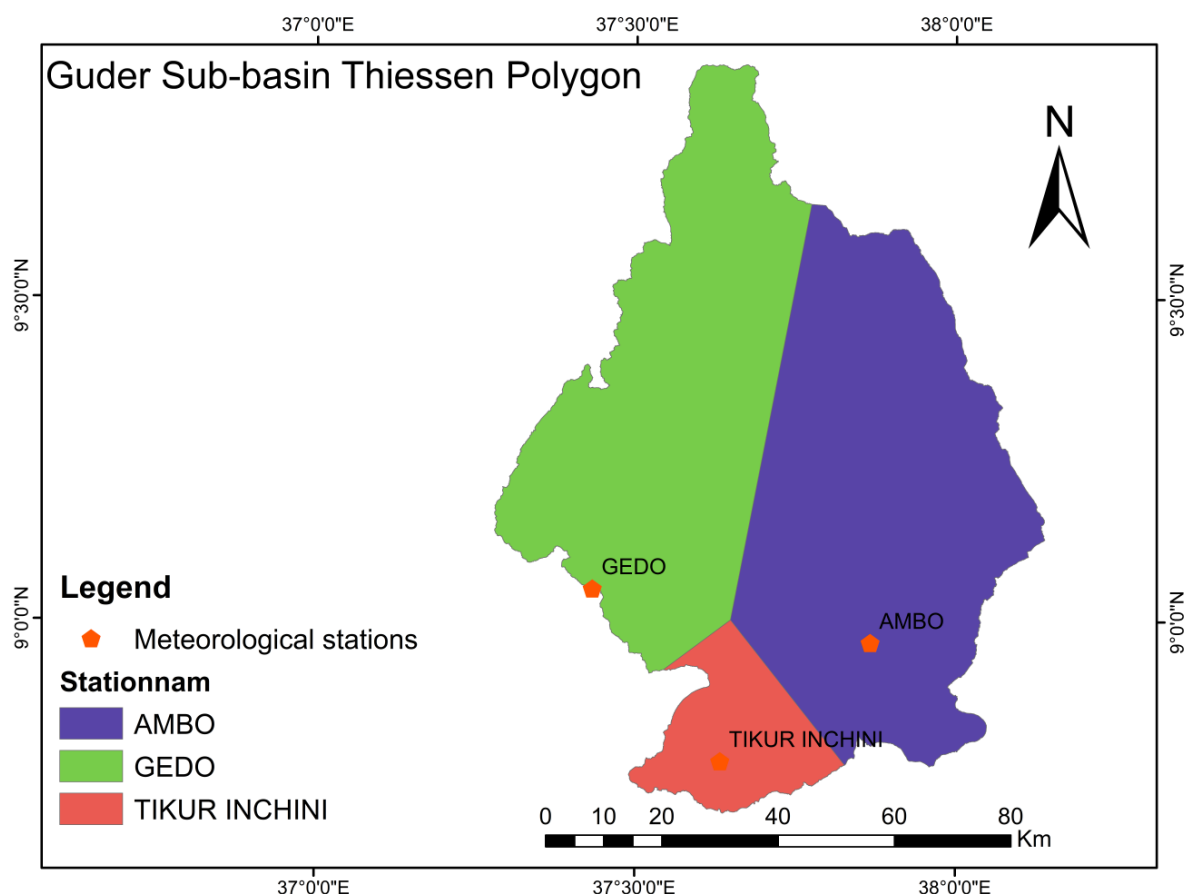 37°0'0"E 37°30'0"E 38°0'0"E
Guder Sub-basin Thiessen Polygon
N
9°30'0"N 9°30'0"N
GEDO
Legend
9°0'0"N 9°0'0"N
AMBO
Meteorological stations
Stationnam
AMBO
TIKUR INCHINI
GEDO
TIKUR INCHINI
0 10 20 40 60 80
Km
37°0'0"E 37°30'0"E 38°0'0"E